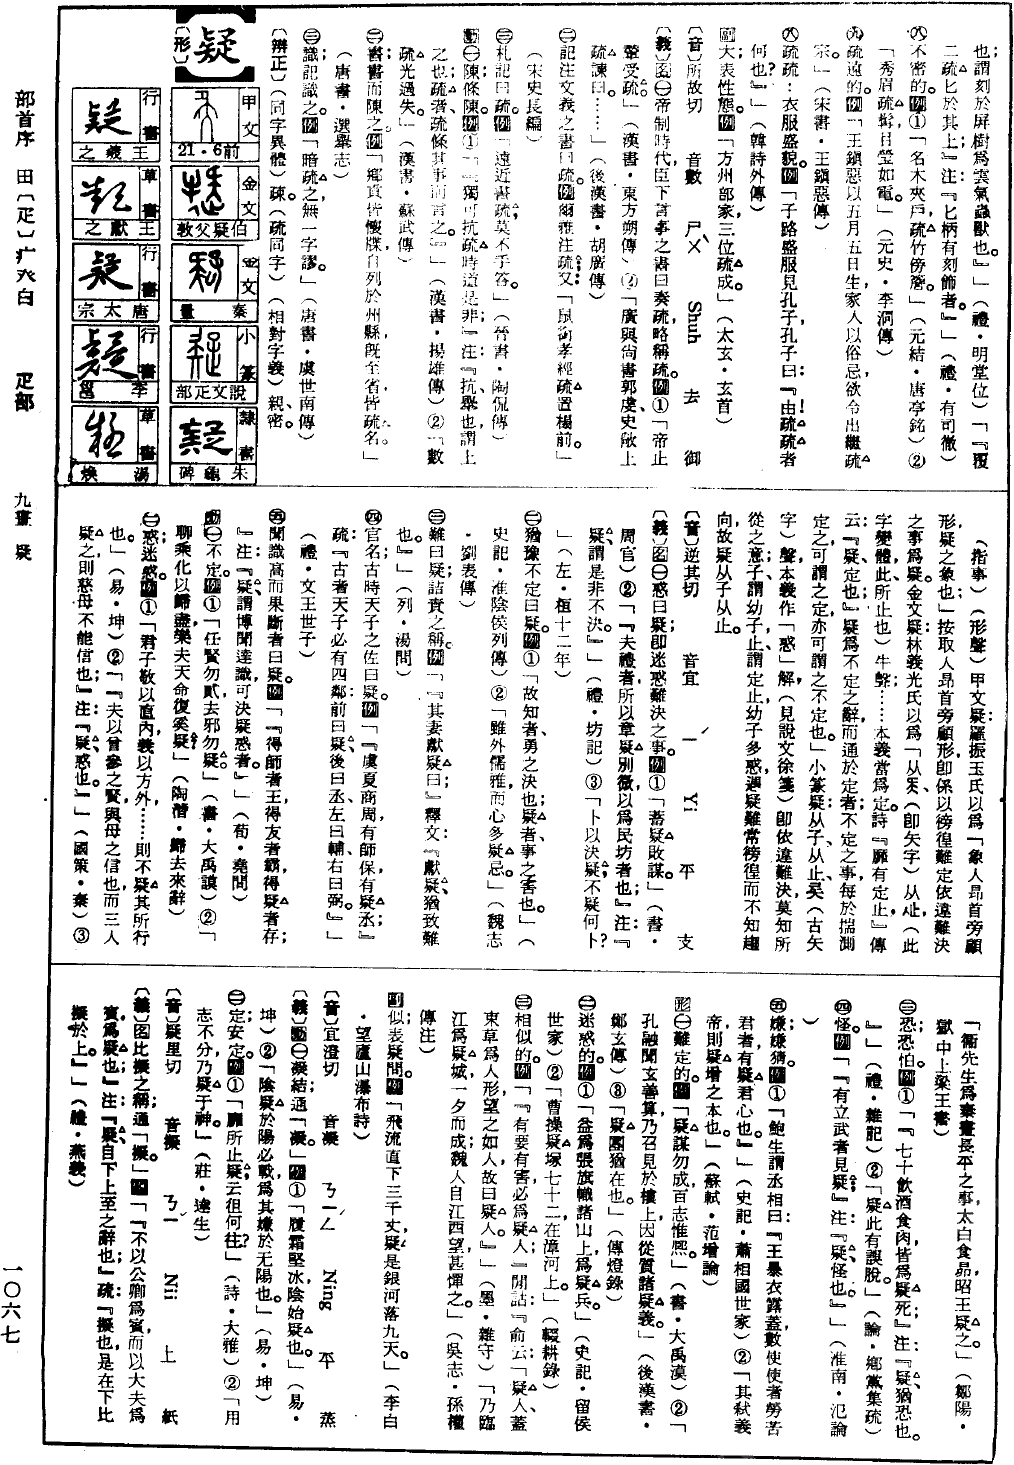 也；謂刻於屏樹爲雲氣蟲獸也。』」（禮・明堂位）「『覆
二疏匕於其上』注：『匕柄有刻飾者。』」（禮・有司徹）
㊇不密的。例①「名木夾戶，疏竹傍簷。」（元結・唐亭銘）②
「秀眉疏髯，目瑩如電。」（元史・李泂傳）
㊈疏遠的。例「王鎭惡以五月五日生，家人以俗忌，欲令出繼疏
宗。」（宋書・王鎭惡傳）
疏疏：衣服盛貌。例「子路盛服見孔子，孔子曰：『由！疏疏者
何也？』」（韓詩外傳）
大表性態。例「方州部家，三位疏成。」（太玄・玄首）
〔音〕所故切　音數　ㄕㄨˋ　Shuh　去　御
〔義〕名㊀帝制時代臣下言事之書曰奏疏，略稱疏。例①「帝止
輦受疏」（漢書・東方朔傳）②「廣與尙書郭虔、史敞上
疏諫曰……」（後漢書・胡廣傳）
㊁記注文義之書曰疏。例爾雅注疏；又「鼠銜孝經疏置楊前。」
（宋史長編）
㊂札記曰疏。例「遠近書疏，莫不手答。」（晉書・陶侃傳）
動㊀陳；條陳。例①「『獨可抗疏，時道是非』注：『抗，舉也；謂上
之也；疏者，疏條其事而言之。』」（漢書・揚雄傳）②「數
疏光過失。」（漢書・蘇武傳）
㊁書；書而陳之。例「鄕貢皆懷牒自列於州縣，旣至省，皆疏名」
（唐書・選舉志）
㊂識；記識之。例「暗疏之，無一字謬。」（唐書・虞世南傳）
〔辨正〕（同字異體）疎（疏同字）（相對字義）親、密。
疑
〔形〕
甲文　前6・21
金文　伯疑父敦
金文　秦量
小篆　說文疋部
隸書　朱龜碑
行書　王羲之
草書　王獻之
行書　唐太宗
行書　李邕
草書　湯煥
（指事）（形聲）甲文疑：羅振玉氏以爲「象人昻首旁顧
形，疑之象也」按取人昻首旁顧形，卽係以徬徨難定依違難決
之事爲疑。金文疑：林義光氏以爲「从矢（卽矢字）从止（此
字變體，此所止也）牛聲……本義當爲定。詩『靡有定止』傳
云：『疑，定也』疑爲不定之辭，而通於定者，不定之事，每於揣測
定之；可謂之定，亦可謂之不定也。」小篆疑：从子、从止、矣（古矢
字）聲，本義作「惑」解（見說文徐箋）卽依違難決，莫知所
從之意；子謂幼子，止謂定止，幼子多惑，遇疑難常徬徨而不知趨
向，故疑从子从止。
〔音〕逆其切　音宜　ㄧˊ　Yi　平　支
〔義〕名㊀惑曰疑；卽迷惑難決之事。例①「蓄疑敗謀。」（書・
周官）②「『夫禮者，所以章疑別微，以爲民坊者也』注：『
疑謂是非不決。』」（禮・坊記）③「卜以決疑，不疑何卜？
」（左・桓十二年）
㊁猶豫不定曰疑。例①「故知者，勇之決也；疑者，事之害也。」（
史記・淮陰侯列傳）②「雖外儒雅，而心多疑忌。」（魏志
・劉表傳）
㊂難曰疑；詰責之稱。例「『其妻獻疑曰』釋文：『獻疑，猶致難
也。』」（列・湯問）
㊃官名；古時天子之佐曰疑。例「『虞夏商周，有師保，有疑丞』
疏：『古者天子必有四鄰：前曰疑，後曰丞，左曰輔，右曰弼。』」
（禮・文王世子）
㊄聞識高而果斷者曰疑。例「『得師者王，得友者霸，得疑者存；
』注：『疑謂博聞達識，可決疑惑者。』」（荀・堯問）
動㊀不定。例①「任賢勿貳，去邪勿疑」（書・大禹謨）②「
聊乘化以歸盡，樂夫天命復奚疑」（陶潛・歸去來辭）
㊁惑；迷惑。例①「君子敬以直內，義以方外……則不疑其所行
也。」（易・坤）②「『夫以曾參之賢，與母之信也，而三人
疑之，則慈母不能信也』注：『疑，惑也。』」（國策・秦）③
「衞先生爲秦畫長平之事，太白食昴，昭王疑之。」（鄒陽・
獄中上梁王書）
㊂恐；恐怕。例①「『七十飮酒食肉，皆爲疑死』注：『疑猶恐也。
』」（禮・雜記）②「疑此有誤脫。」（論・鄕黨集疏）
㊃怪。例「『有立武者見疑』注：『疑，怪也。』」（淮南・氾論
）
㊄嫌；嫌猜。例①「鮑生謂丞相曰：『王暴衣露蓋，數使使者勞苦
君者，有疑君心也。』」（史記・蕭相國世家）②「其弒義
帝，則疑增之本也。」（蘇軾・范增論）
形㊀難定的。例「疑謀勿成，百志惟熙。」（書・大禹謨）②「
孔融聞玄善算，乃召見於樓上，因從質諸疑義。」（後漢書・
鄭玄傳）③「疑團猶在也。」（傳燈錄）
㊁迷惑的。例①「益爲張旗幟諸山上，爲疑兵。」（史記・留侯
世家）②「曹操疑塚七十二，在漳河上。」（輟耕錄）
㊂相似的。例「『有要有害，必爲疑人』閒詁：『俞云：「疑人，蓋
束草爲人形，望之如人，故曰疑人。」』」（墨・雜守）「乃臨
江爲疑城，一夕而成，魏人自江西望，甚憚之。」（吳志・孫權
傳注）
副似；表疑問。例「飛流直下三千丈，疑是銀河落九天。」（李白
・望廬山瀑布詩）
〔音〕宜澄切　音凝　ㄋㄧㄥˊ　Ning　平　蒸
〔義〕動㊀凝結；通「凝。」例①「履霜堅冰，陰始疑也。」（易・
坤）②「陰疑於陽必戰，爲其嫌於无陽也。」（易・坤）
㊁定；安定。例①「靡所止疑，云徂何往？」（詩・大雅）②「用
志不分，乃疑于神。」（莊・達生）
〔音〕疑里切　音擬　ㄋㄧˇ　Nii　上　紙
〔義〕名比擬之稱；通「擬。」例「『不以公卿爲賓，而以大夫爲
賓，爲疑也；』注：『疑，自下上至之辭也』疏：『擬也，是在下比
擬於上。』」（禮・燕義）
部首序　田〔疋〕疒癶白　疋部　九畫　疑　一〇六七